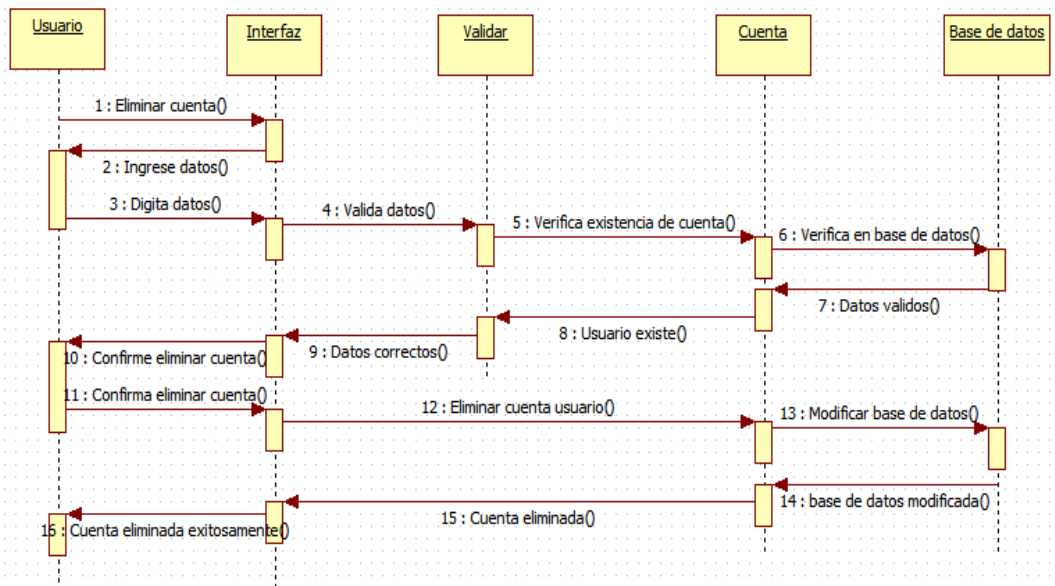 Usuario
Interfaz
Validar
Cuenta
Base de datos
1 : Eliminar cuenta()
2 : Ingrese datos()
3 : Digita datos()
4 : Valida datos()
5 : Verifica existencia de cuenta()
6 : Verifica en base de datos()
7 : Datos validos()
8 : Usuario existe()
9 : Datos correctos()
10 : Confirme eliminar cuenta()
11 : Confirma eliminar cuenta()
12 : Eliminar cuenta usuario()
13 : Modificar base de datos()
14 : base de datos modificada()
15 : Cuenta eliminada()
16 : Cuenta eliminada exitosamente()